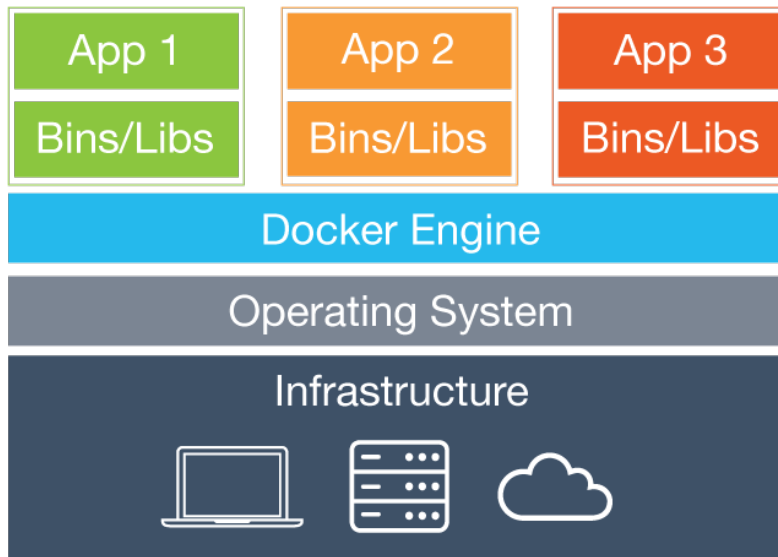 App 1
App 2
App 3
Bins/Libs
Bins/Libs
Bins/Libs
Docker Engine
Operating System
Infrastructure